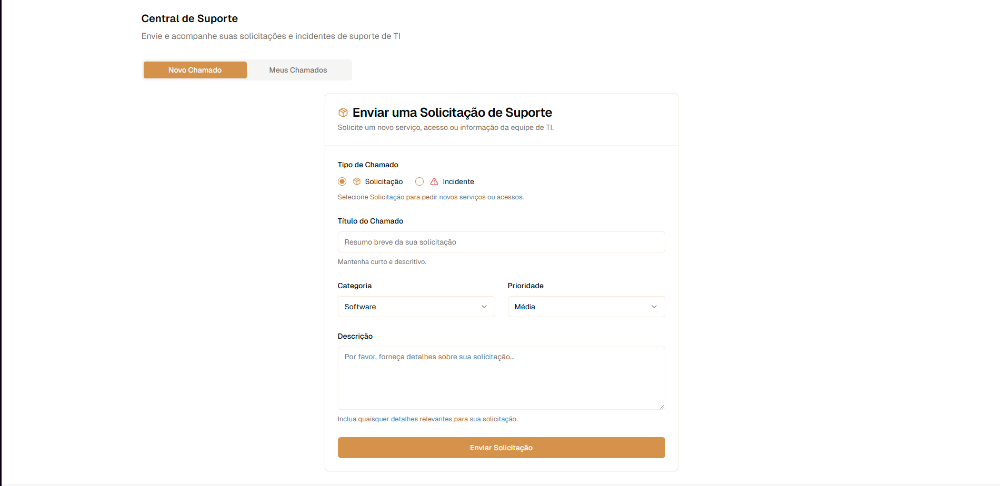 Central de Suporte
Envie e acompanhe suas solicitações e incidentes de suporte de TI
Novo Chamado
Meus Chamados
Enviar uma Solicitação de Suporte
Solicite um novo serviço, acesso ou informação da equipe de TI.
Tipo de Chamado
Solicitação
Incidente
Selecione Solicitação para pedir novos serviços ou acessos.
Título do Chamado
Resumo breve da sua solicitação
Mantenha curto e descritivo.
Categoria
Prioridade
Software
Média
Descrição
Por favor, forneça detalhes sobre sua solicitação...
Inclua quaisquer detalhes relevantes para sua solicitação.
Enviar Solicitação